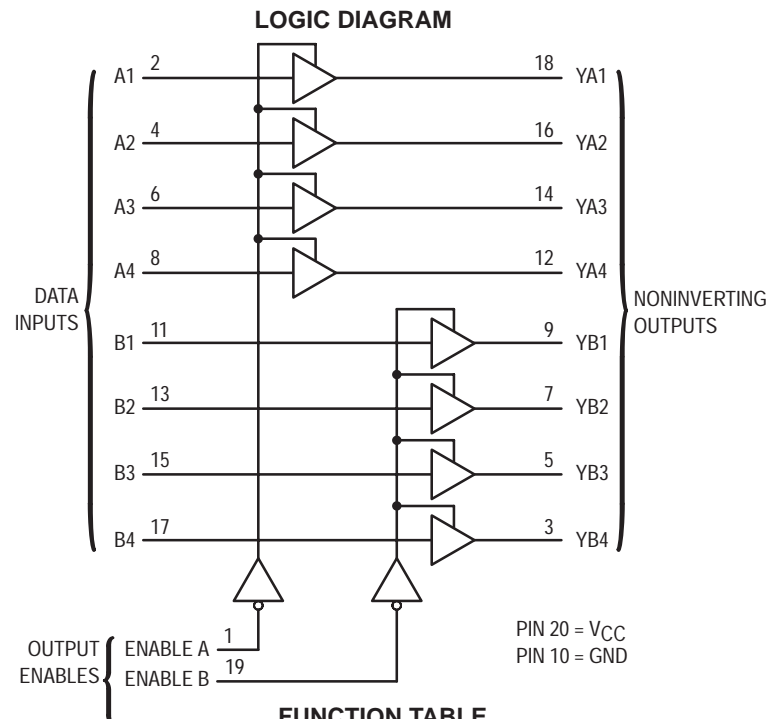 LOGIC DIAGRAM
A1 2 18 YA1
A2 4 16 YA2
A3 6 14 YA3
A4 8 12 YA4
DATA INPUTS
NONINVERTING OUTPUTS
B1 11 9 YB1
B2 13 7 YB2
B3 15 5 YB3
B4 17 3 YB4
OUTPUT ENABLES
ENABLE A 1
ENABLE B 19
PIN 20 = VCC
PIN 10 = GND
FUNCTION TABLE